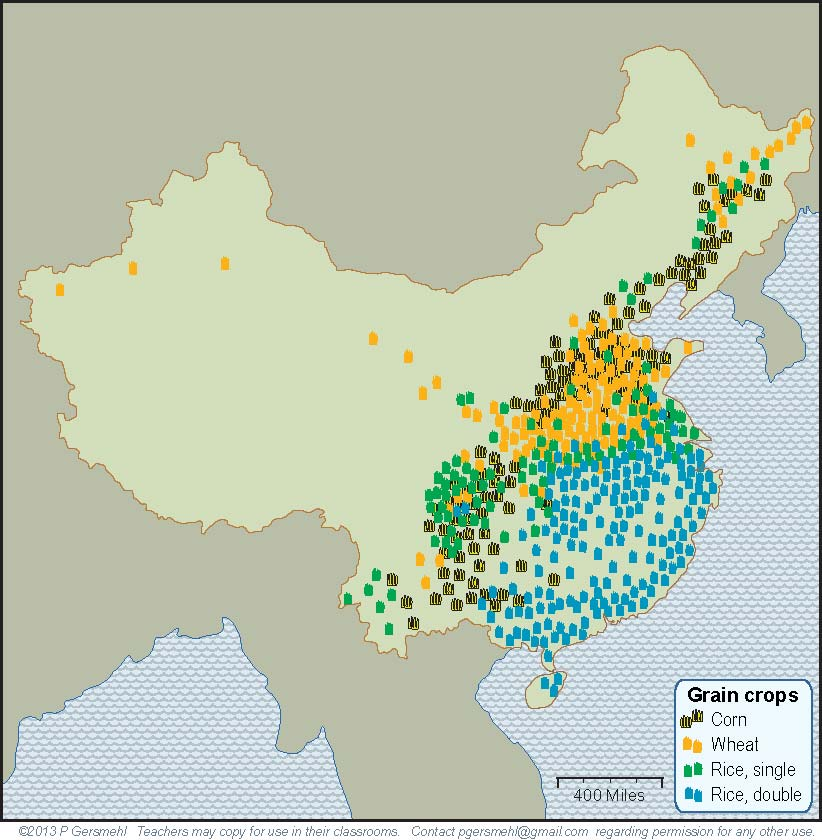 Grain crops
Corn
Wheat
Rice, single
Rice, double
400 Miles
©2013 P Gersmehl Teachers may copy for use in their classrooms. Contact pgersmehl@gmail.com regarding permission for any other use.